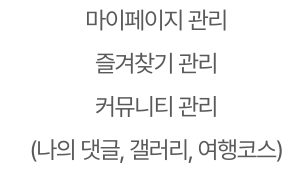 마이페이지 관리
즐겨찾기 관리
커뮤니티 관리
(나의 댓글, 갤러리, 여행코스)